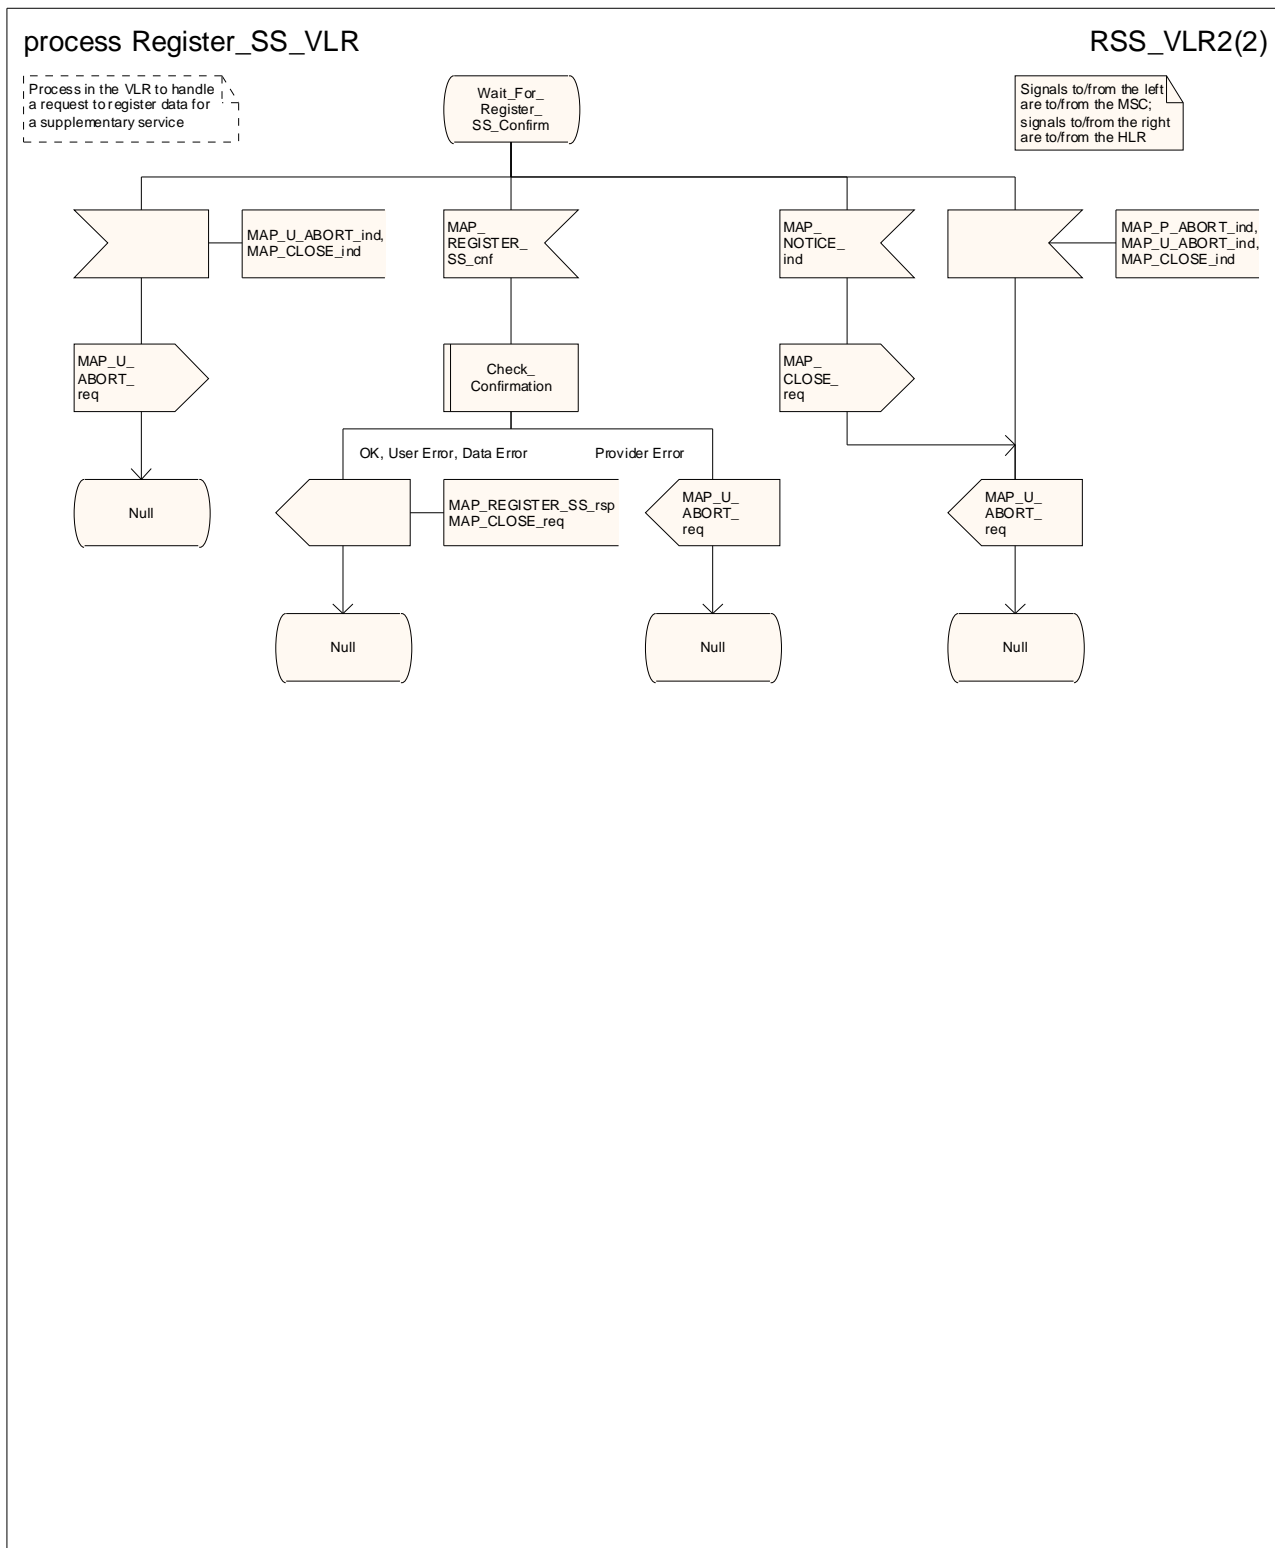 process Register_SS_VLR
RSS_VLR2(2)
Process in the VLR to handle
a request to register data for
a supplementary service
Wait_For_
Register_
SS_Confirm
Signals to/from the left
are to/from the MSC;
signals to/from the right
are to/from the HLR
MAP_U_ABORT_ind,
MAP_CLOSE_ind
MAP_
REGISTER_
SS_cnf
MAP_
NOTICE_
ind
MAP_P_ABORT_ind,
MAP_U_ABORT_ind,
MAP_CLOSE_ind
MAP_U_
ABORT_
req
Check_
Confirmation
MAP_
CLOSE_
req
OK, User Error, Data Error
Provider Error
Null
MAP_REGISTER_SS_rsp
MAP_CLOSE_req
MAP_U_
ABORT_
req
MAP_U_
ABORT_
req
Null
Null
Null